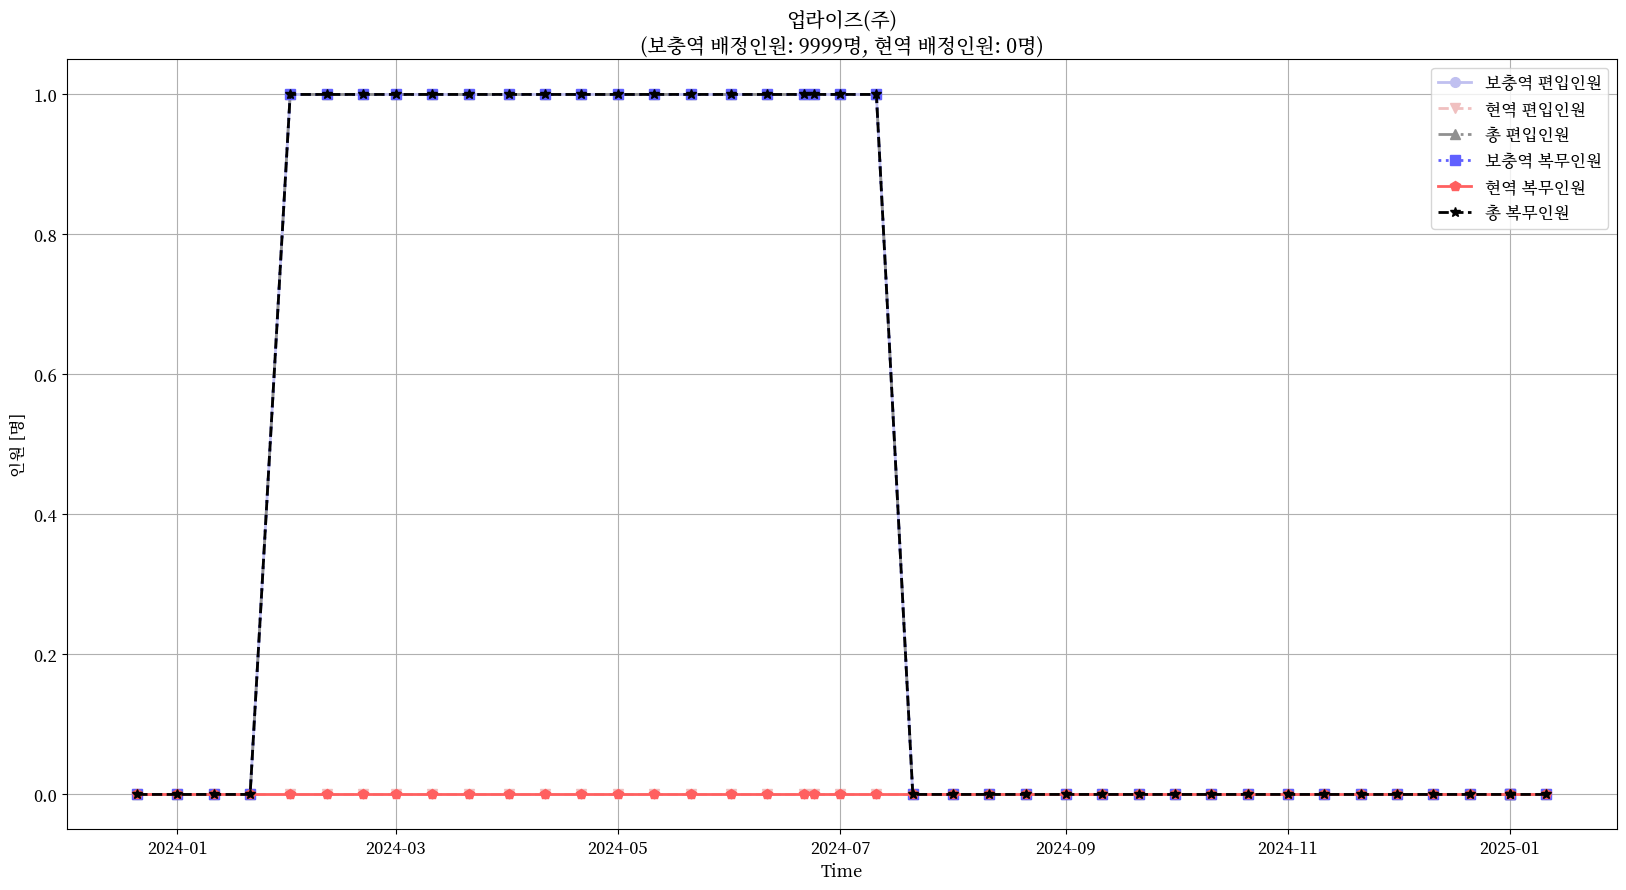 업라이즈(주)
(보충역 배정인원: 9999명, 현역 배정인원: 0명)
보충역 편입인원
현역 편입인원
총 편입인원
보충역 복무인원
현역 복무인원
총 복무인원
인원 [명]
1.0
0.8
0.6
0.4
0.2
0.0
2024-01
2024-03
2024-05
2024-07
2024-09
2024-11
2025-01
Time